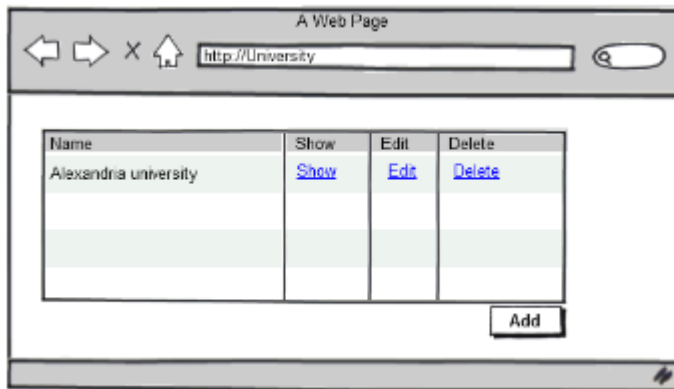 A Web Page
http://University
Name Show Edit Delete
Alexandria university Show Edit Delete
Add